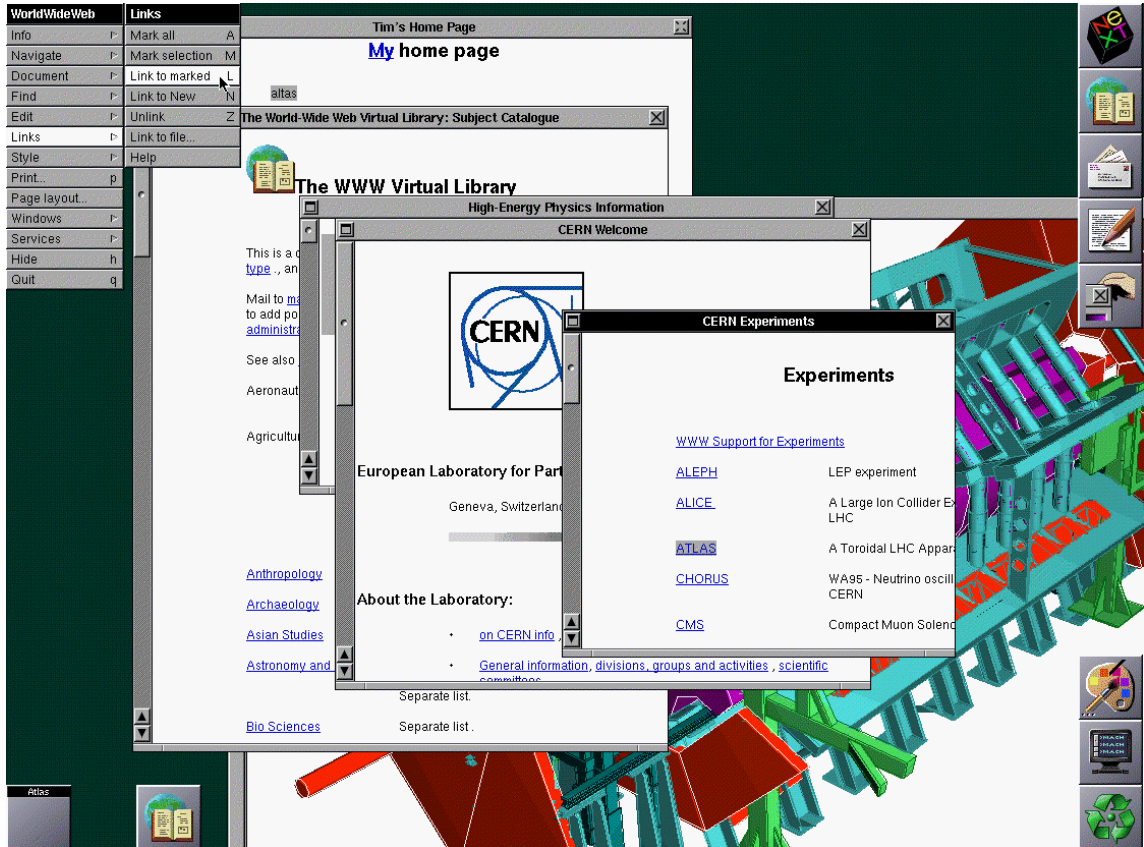 WorldWideWeb
Info
Navigate
Document
Find
Edit
Links
Style
Print... p
Page layout...
Windows
Services
Hide h
Quit q
Links
Mark all A
Mark selection M
Link to marked L
Link to New N
Unlink Z
Link to file...
Help
Tim's Home Page
My home page
altas
The World-Wide Web Virtual Library: Subject Catalogue
The WWW Virtual Library
This is a
type ., an
Mail to
to add po
See also
Aeronaut
Agricultu
Anthropology
Archaeology
Asian Studies
Astronomy and
Separate list.
Bio Sciences Separate list .
High-Energy Physics Information
CERN Welcome
CERN
European Laboratory for Part
Geneva, Switzerland
About the Laboratory:
• on CERN info ,
• General information, divisions, groups and activities , scientific
committees
CERN Experiments
Experiments
WWW Support for Experiments
ALEPH LEP experiment
ALICE A Large Ion Collider Ex
LHC
ATLAS A Toroidal LHC Appar
CHORUS WA95 - Neutrino oscill
CERN
CMS Compact Muon Soleno
NeXT
Atlas